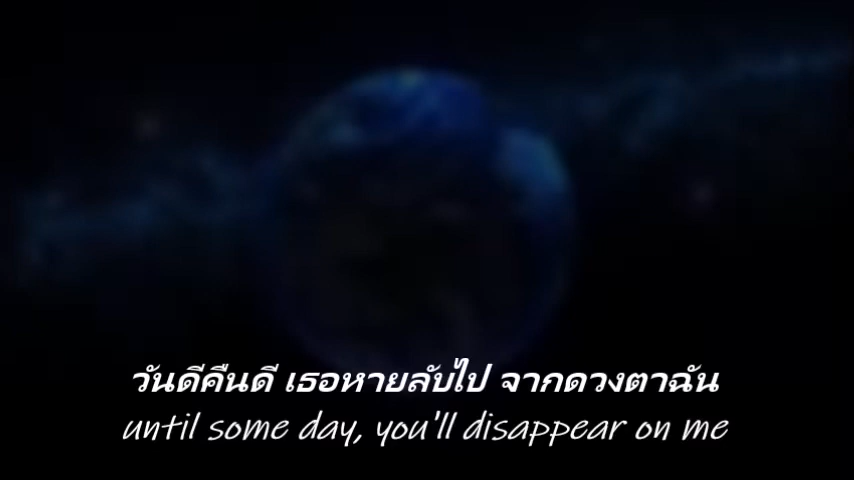 วันดีคืนดี เธอหายลับไป จากดวงตาฉัน
until some day, you'll disappear on me